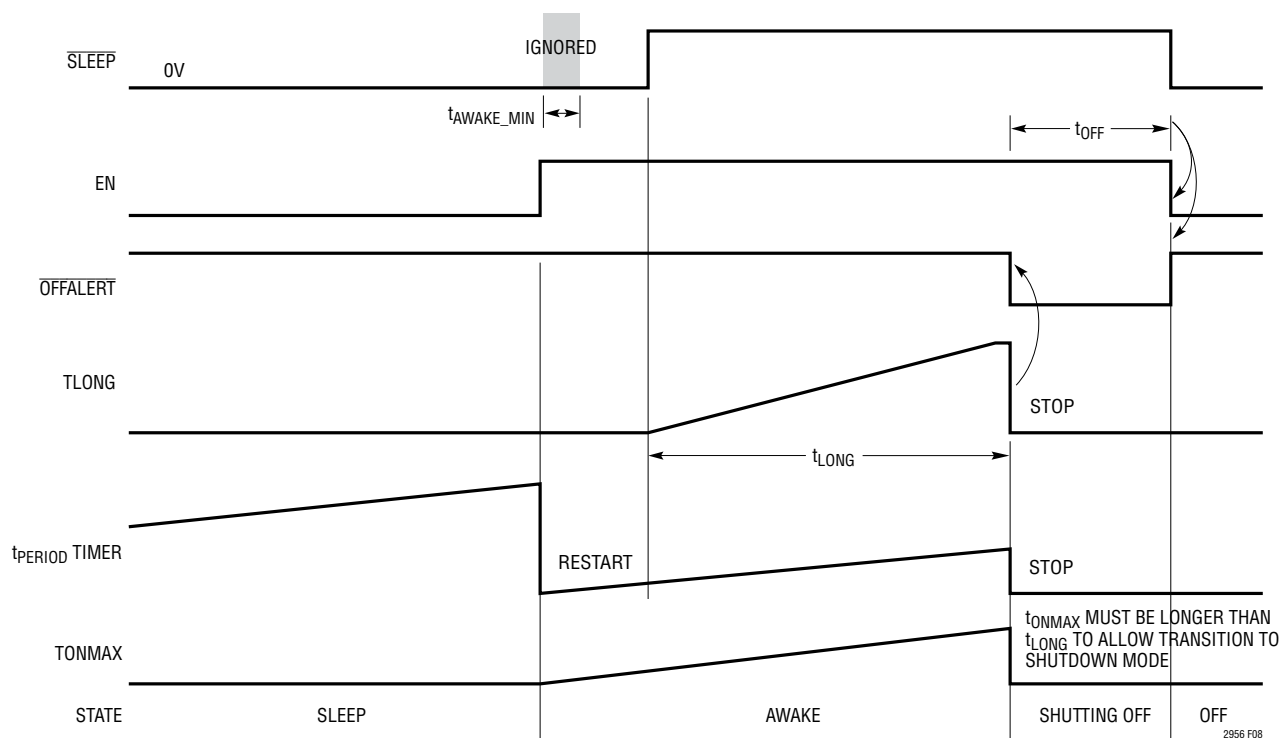 IGNORED
SLEEP
0V
tAWAKE_MIN
tOFF
EN
OFFALERT
TLONG
STOP
tLONG
tPERIOD TIMER
RESTART
STOP
tONMAX MUST BE LONGER THAN
tLONG TO ALLOW TRANSITION TO
SHUTDOWN MODE
TONMAX
STATE SLEEP AWAKE SHUTTING OFF OFF
2956 F08